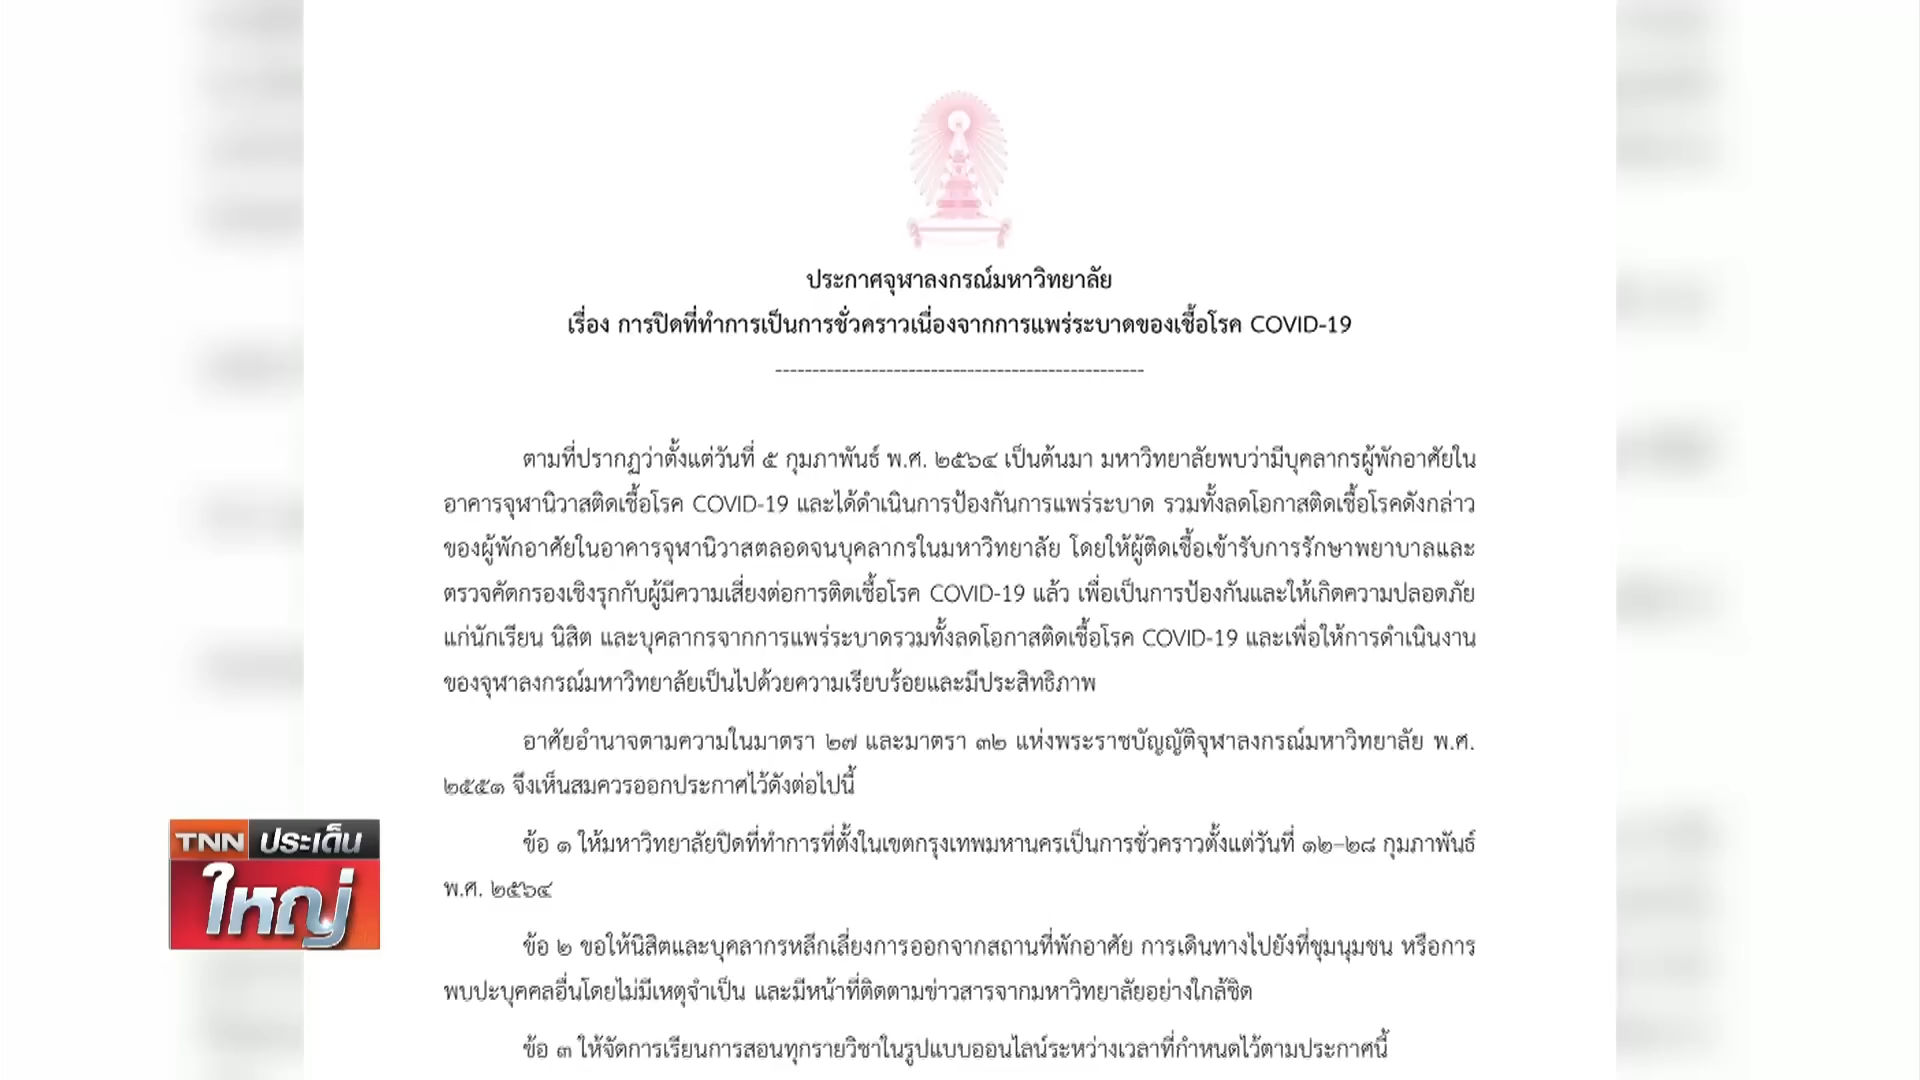 ประกาศจุฬาลงกรณ์มหาวิทยาลัย
เรื่อง การปิดที่ทำการเป็นการชั่วคราวเนื่องจากการแพร่ระบาดของเชื้อโรค COVID-19
--------------------------------------------------
ตามที่ปรากฏว่าตั้งแต่วันที่ ๕ กุมภาพันธ์ พ.ศ. ๒๕๖๔ เป็นต้นมา มหาวิทยาลัยพบว่ามีบุคลากรผู้พักอาศัยใน
อาคารจุฬานิวาสติดเชื้อโรค COVID-19 และได้ดำเนินการป้องกันการแพร่ระบาด รวมทั้งลดโอกาสติดเชื้อโรคดังกล่าว
ของผู้พักอาศัยในอาคารจุฬานิวาสตลอดจนบุคลากรในมหาวิทยาลัย โดยให้ผู้ติดเชื้อเข้ารับการรักษาพยาบาลและ
ตรวจคัดกรองเชิงรุกกับผู้มีความเสี่ยงต่อการติดเชื้อโรค COVID-19 แล้ว เพื่อเป็นการป้องกันและให้เกิดความปลอดภัย
แก่นักเรียน นิสิต และบุคลากรจากการแพร่ระบาดรวมทั้งลดโอกาสติดเชื้อโรค COVID-19 และเพื่อให้การดำเนินงาน
ของจุฬาลงกรณ์มหาวิทยาลัยเป็นไปด้วยความเรียบร้อยและมีประสิทธิภาพ
อาศัยอำนาจตามความในมาตรา ๒๗ และมาตรา ๓๒ แห่งพระราชบัญญัติจุฬาลงกรณ์มหาวิทยาลัย พ.ศ.
๒๕๕๑ จึงเห็นสมควรออกประกาศไว้ดังต่อไปนี้
ข้อ ๑ ให้มหาวิทยาลัยปิดที่ทำการที่ตั้งในเขตกรุงเทพมหานครเป็นการชั่วคราวตั้งแต่วันที่ ๑๒–๒๘ กุมภาพันธ์
พ.ศ. ๒๕๖๔
TNN ประเด็น
ใหญ่
ข้อ ๒ ขอให้นิสิตและบุคลากรหลีกเลี่ยงการออกจากสถานที่พักอาศัย การเดินทางไปยังที่ชุมนุมชน หรือการ
พบปะบุคคลอื่นโดยไม่มีเหตุจำเป็น และมีหน้าที่ติดตามข่าวสารจากมหาวิทยาลัยอย่างใกล้ชิด
ข้อ ๓ ให้จัดการเรียนการสอนทุกรายวิชาในรูปแบบออนไลน์ระหว่างเวลาที่กำหนดไว้ตามประกาศนี้